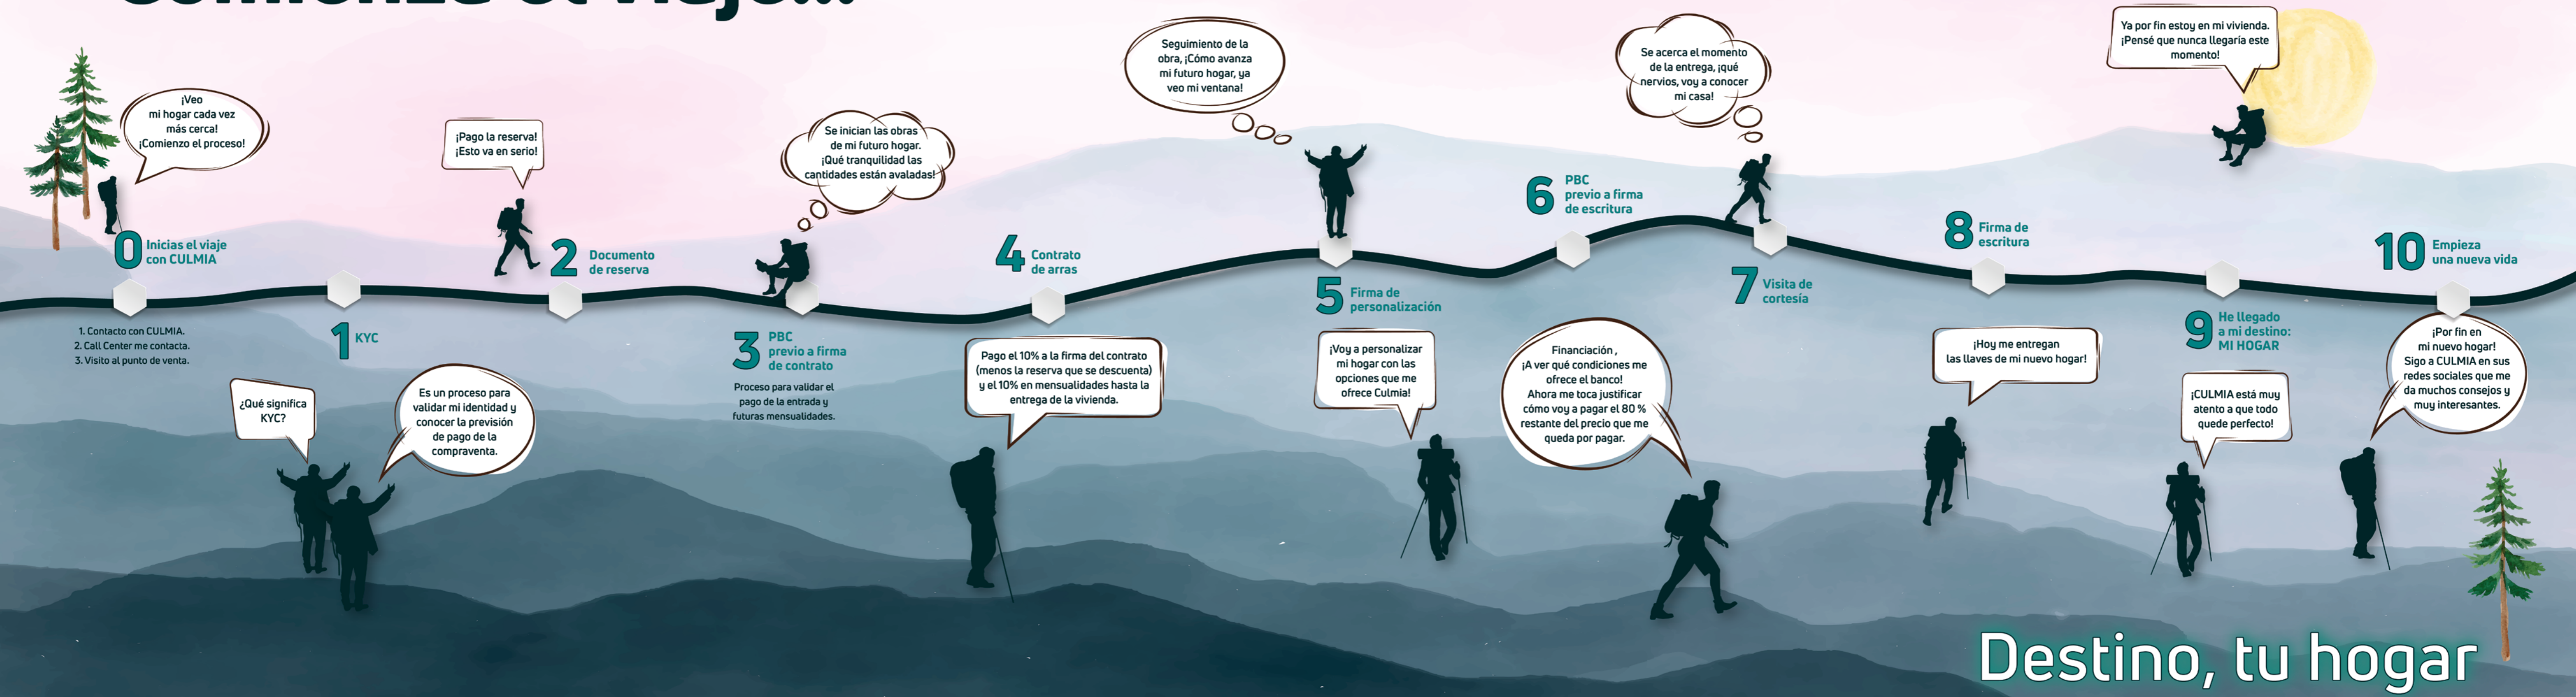 Comienza el viaje...
¡Veo
mi hogar cada vez
más cerca!
¡Comienzo el proceso!
0 Inicias el viaje
con CULMIA
1. Contacto con CULMIA.
2. Call Center me contacta.
3. Visito al punto de venta.
1 KYC
¿Qué significa
KYC?
Es un proceso para
validar mi identidad y
conocer la previsión
de pago de la
compraventa.
¡Pago la reserva!
¡Esto va en serio!
2 Documento
de reserva
Se inician las obras
de mi futuro hogar.
¡Qué tranquilidad las
cantidades están avaladas!
3 PBC
previo a firma
de contrato
Proceso para validar el
pago de la entrada y
futuras mensualidades.
4 Contrato
de arras
Pago el 10% a la firma del contrato
(menos la reserva que se descuenta)
y el 10% en mensualidades hasta la
entrega de la vivienda.
Seguimiento de la
obra, ¡Cómo avanza
mi futuro hogar, ya
veo mi ventana!
5 Firma de
personalización
¡Voy a personalizar
mi hogar con las
opciones que me
ofrece Culmia!
6 PBC
previo a firma
de escritura
Financiación ,
¡A ver qué condiciones me
ofrece el banco!
Ahora me toca justificar
cómo voy a pagar el 80 %
restante del precio que me
queda por pagar.
Se acerca el momento
de la entrega, ¡qué
nervios, voy a conocer
mi casa!
7 Visita de
cortesía
8 Firma de
escritura
¡Hoy me entregan
las llaves de mi nuevo hogar!
Ya por fin estoy en mi vivienda.
¡Pensé que nunca llegaría este
momento!
9 He llegado
a mi destino:
MI HOGAR
¡CULMIA está muy
atento a que todo
quede perfecto!
10 Empieza
una nueva vida
¡Por fin en
mi nuevo hogar!
Sigo a CULMIA en sus
redes sociales que me
da muchos consejos y
muy interesantes.
Destino, tu hogar